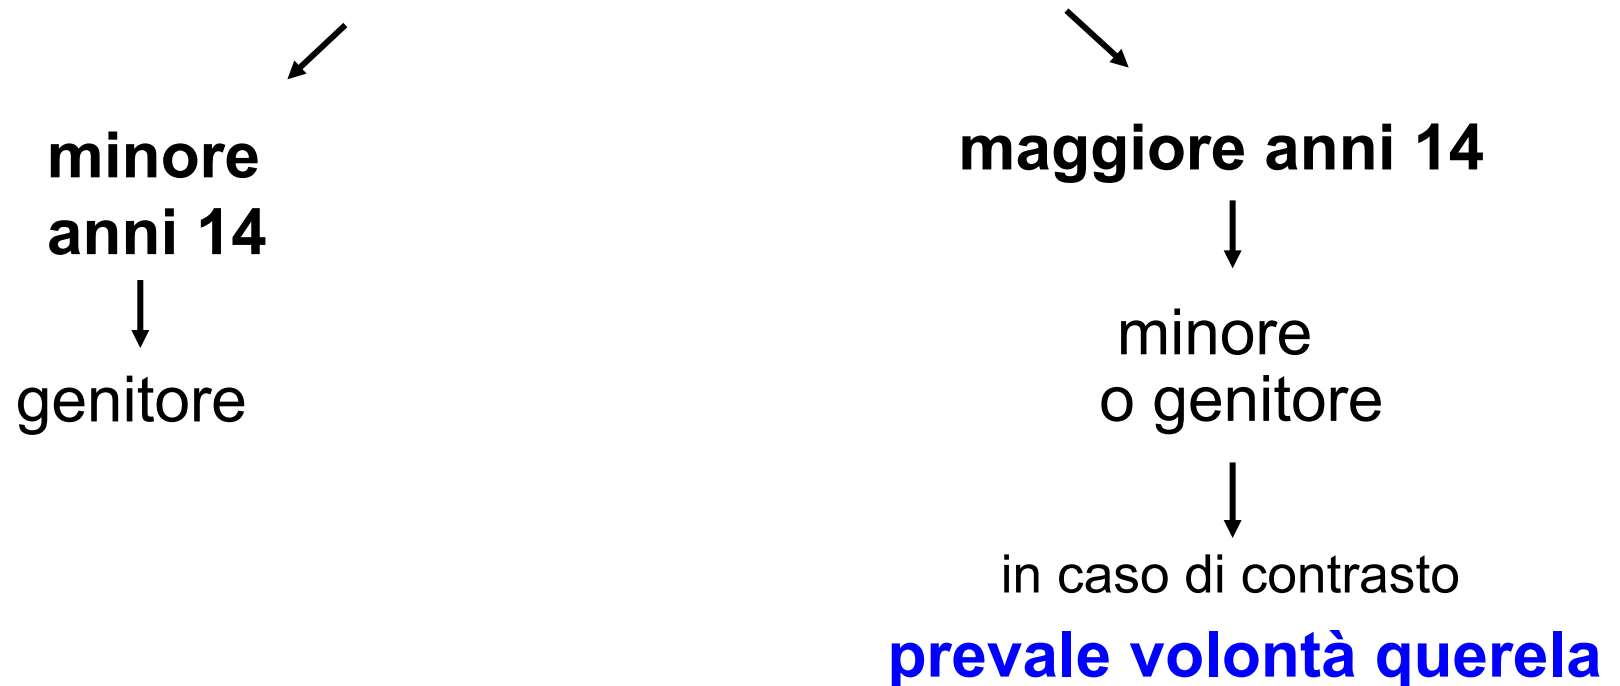 minore
anni 14
genitore
maggiore anni 14
minore
o genitore
in caso di contrasto
prevale volontà querela